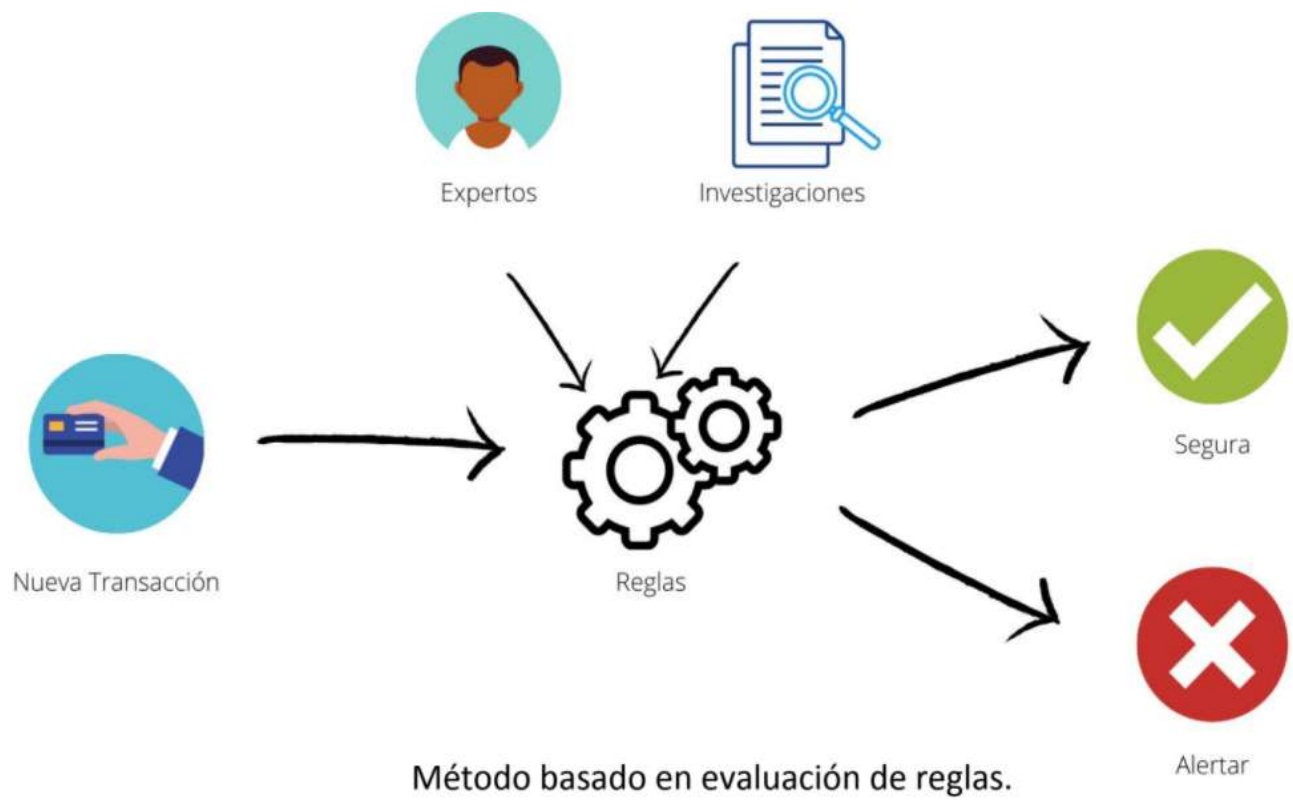 Expertos
Investigaciones
Nueva Transacción
Reglas
Segura
Alertar
Método basado en evaluación de reglas.